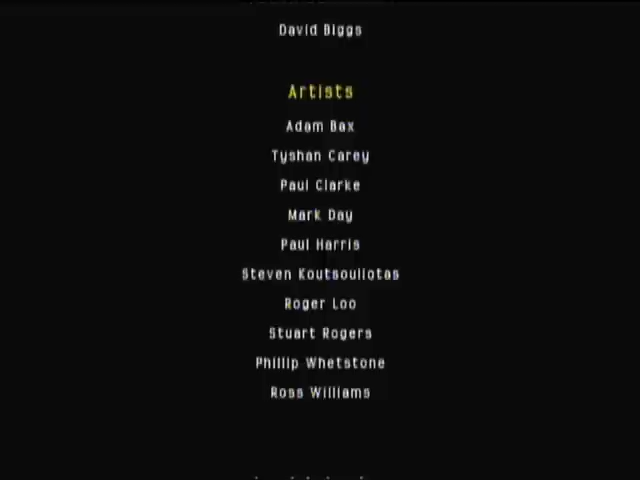 David Biggs
Artists
Adam Bax
Tyshan Carey
Paul Clarke
Mark Day
Paul Harris
Steven Koutsouliotas
Roger Loo
Stuart Rogers
Phillip Whetstone
Ross Williams